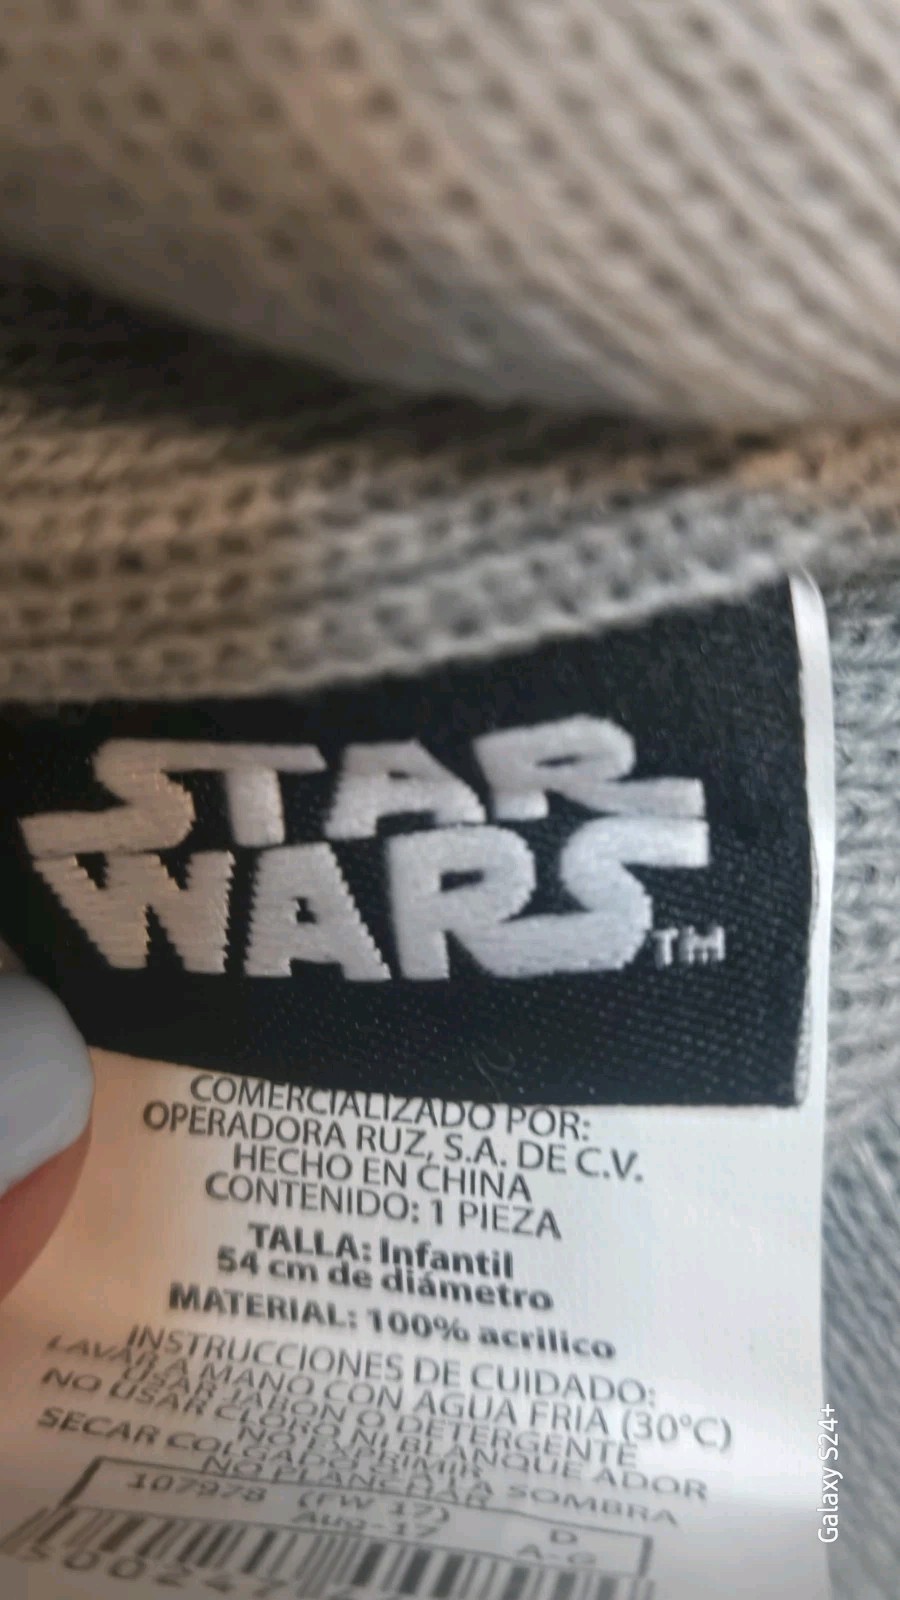 STAR
WARS
TM
COMERCIALIZADO POR:
OPERADORA RUZ, S.A. DE C.V.
HECHO EN CHINA
CONTENIDO: 1 PIEZA
TALLA: Infantil
54 cm de diámetro
MATERIAL: 100% acrilico
INSTRUCCIONES DE CUIDADO:
LAVAR A MANO CON AGUA FRIA (30°C)
USAR JABON O DETERGENTE
NO USAR CLORO NI BLANQUEADOR
NO EXPRIMIR
SECAR COLGADO A LA SOMBRA
NO PLANCHAR
107978 (FW 17) D
Aug-17 A-G
Galaxy S24+